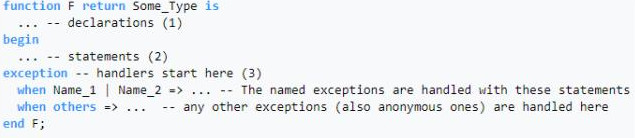 function F return Some_Type is
  ... -- declarations (1)
begin
  ... -- statements (2)
exception -- handlers start here (3)
  when Name_1 | Name_2 => ... -- The named exceptions are handled with these statements
  when others => ...  -- any other exceptions (also anonymous ones) are handled here
end F;